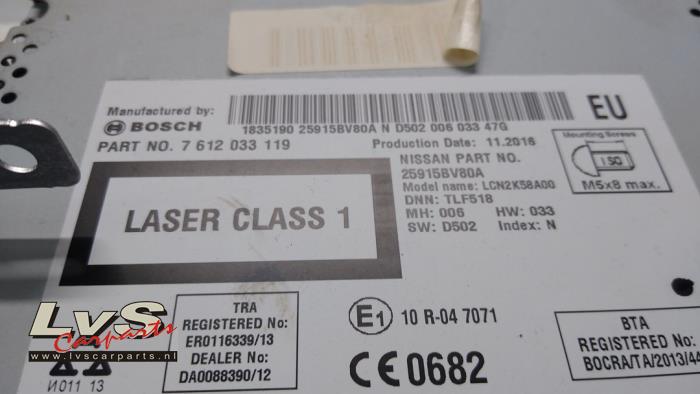 Manufactured by:
BOSCH
1835190 25915BV80A N D502 006 033 47G
EU
PART NO. 7 612 033 119
Production Date: 11.2016
NISSAN PART NO.
25915BV80A
Model name: LCN2K58A00
DNN: TLF518
MH: 006 HW: 033
SW: D502 Index: N
Mounting Screws
ISO
M5x8 max.
LASER CLASS 1
TRA
REGISTERED No:
ER0116339/13
DEALER No:
DA0088390/12
E1 10 R-04 7071
CE0682
BTA
REGISTERED No:
BOCRA/TA/2013/44
LvS
Carparts
www.lvscarparts.nl
И011 13